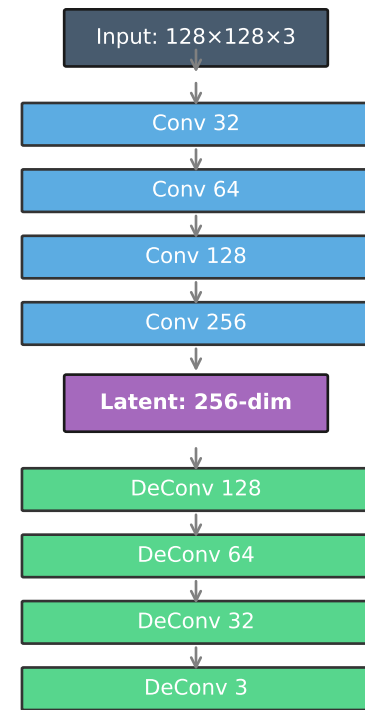 Input: 128×128×3
Conv 32
Conv 64
Conv 128
Conv 256
Latent: 256-dim
DeConv 128
DeConv 64
DeConv 32
DeConv 3